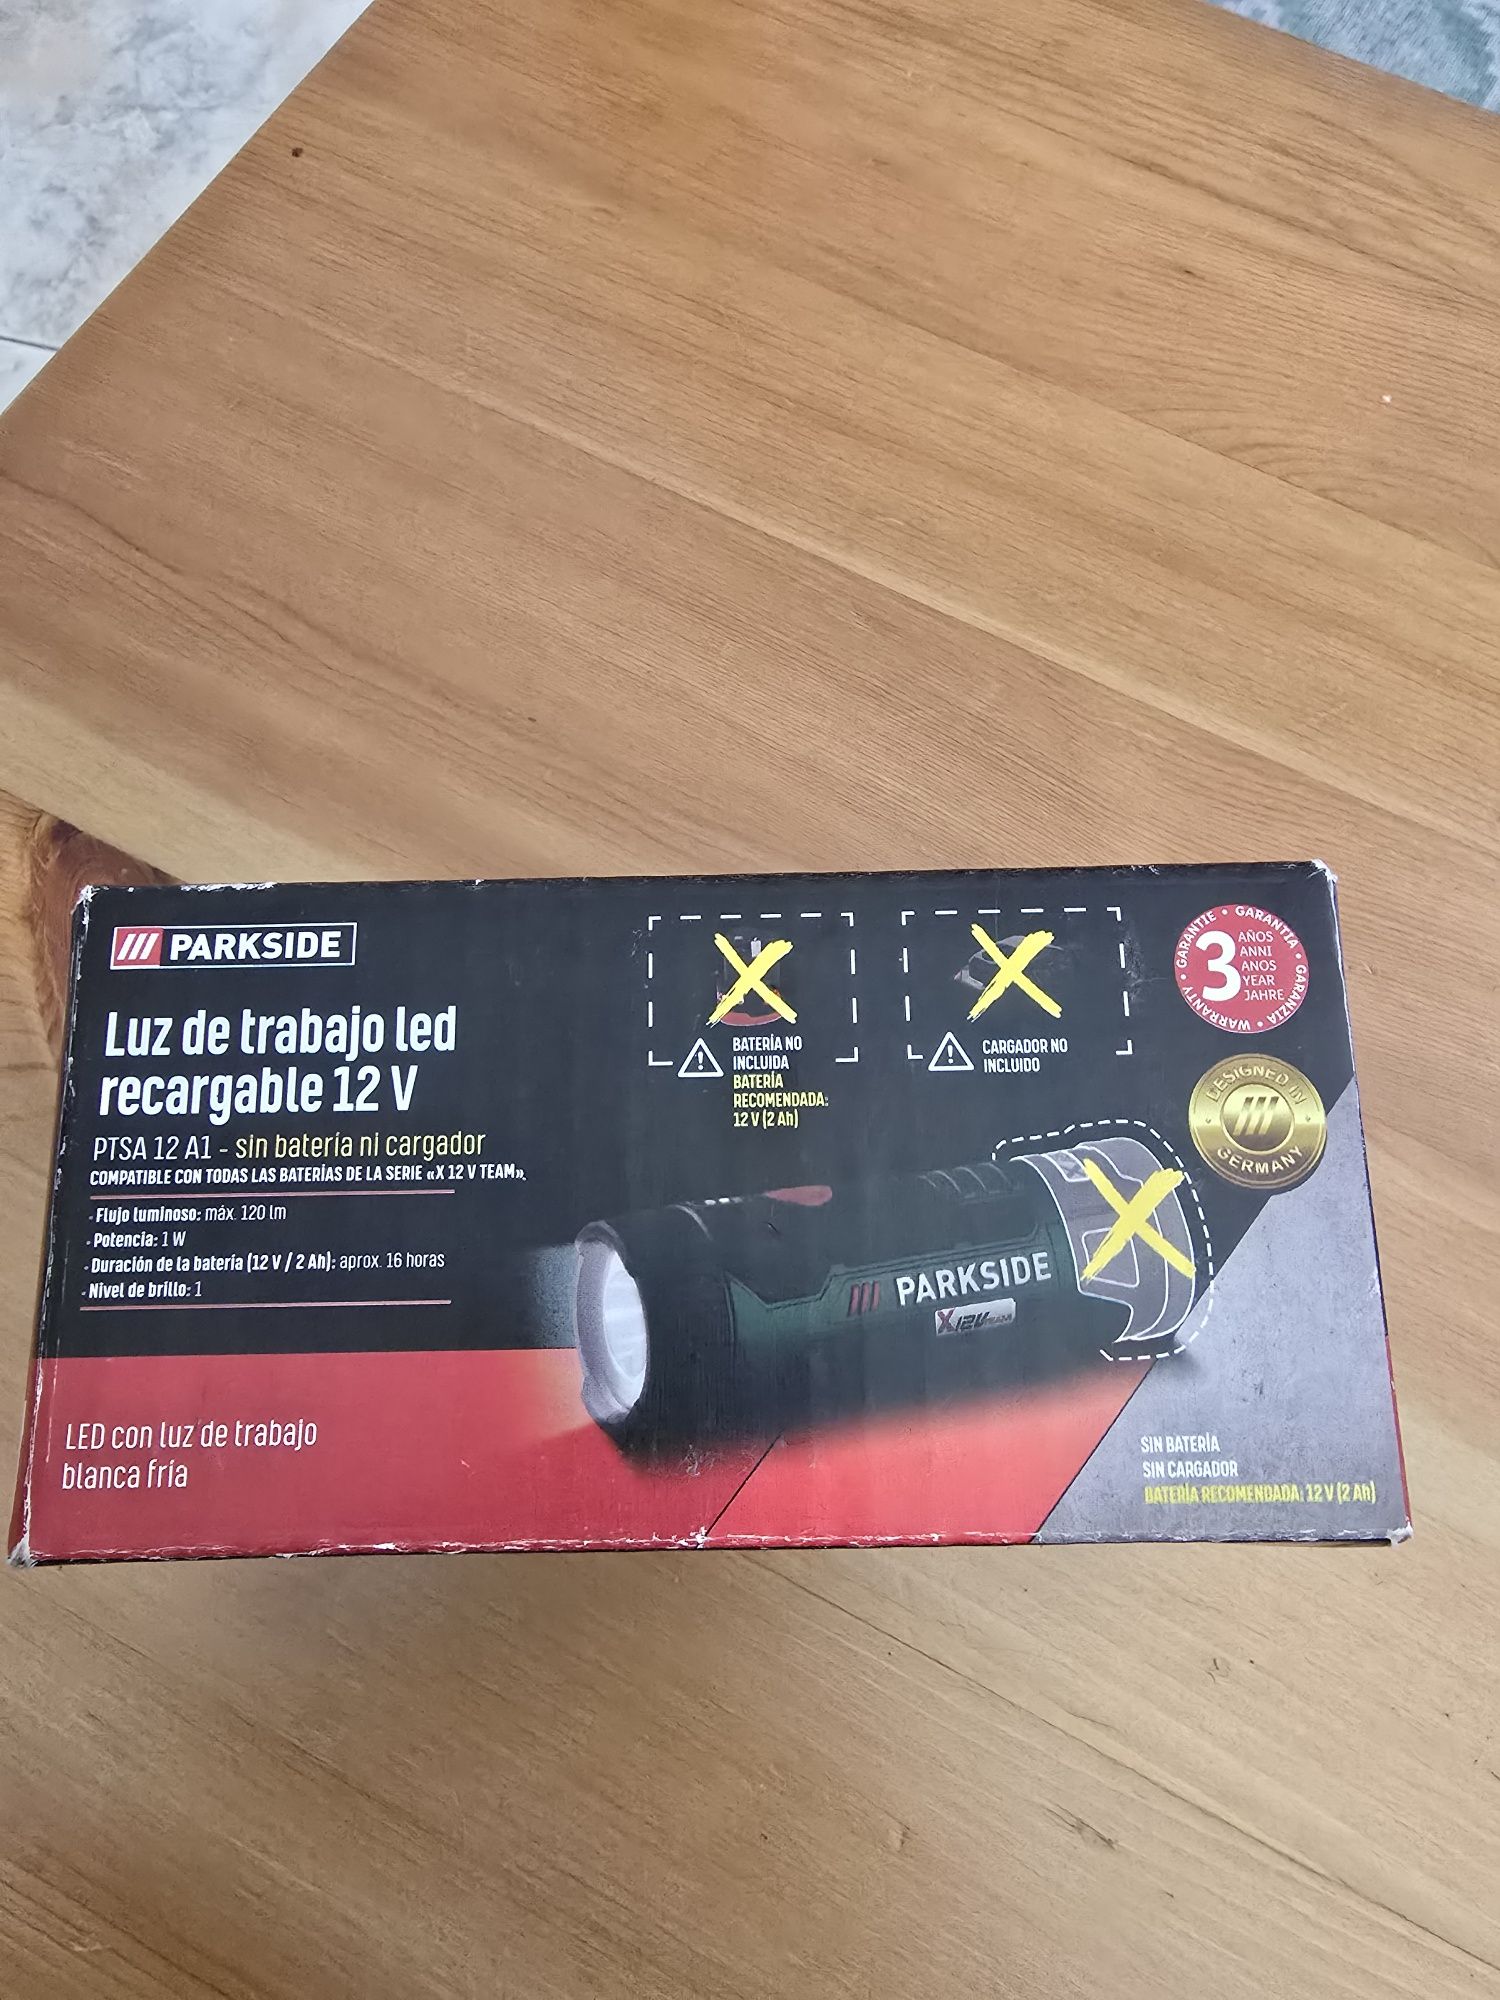 PARKSIDE
Luz de trabajo led
recargable 12 V
PTSA 12 A1 - sin batería ni cargador
COMPATIBLE CON TODAS LAS BATERÍAS DE LA SERIE «X 12 V TEAM».
- Flujo luminoso: máx. 120 lm
- Potencia: 1 W
- Duración de la batería (12 V / 2 Ah): aprox. 16 horas
- Nivel de brillo: 1
LED con luz de trabajo
blanca fría
BATERÍA NO
INCLUIDA
BATERÍA
RECOMENDADA:
12 V (2 Ah)
CARGADOR NO
INCLUIDO
GARANTIE • GARANTIA • GARANZIA • WARRANTY •
3
AÑOS
ANNI
ANOS
YEAR
JAHRE
DESIGNED IN
GERMANY
PARKSIDE
X12V TEAM
SIN BATERÍA
SIN CARGADOR
BATERÍA RECOMENDADA: 12 V (2 Ah)